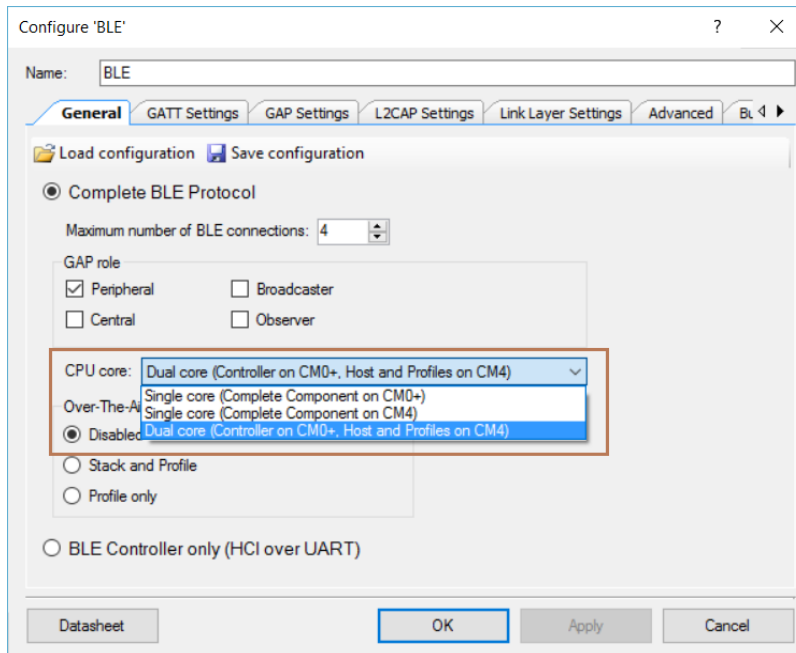 Configure 'BLE'
?
Name: BLE
General GATT Settings GAP Settings L2CAP Settings Link Layer Settings Advanced
Load configuration Save configuration
Complete BLE Protocol
Maximum number of BLE connections: 4
GAP role
Peripheral Broadcaster
Central Observer
CPU core: Dual core (Controller on CM0+, Host and Profiles on CM4)
Single core (Complete Component on CM0+)
Over-The-Ai Single core (Complete Component on CM4)
Disabled Dual core (Controller on CM0+, Host and Profiles on CM4)
Stack and Profile
Profile only
BLE Controller only (HCI over UART)
Datasheet OK Apply Cancel